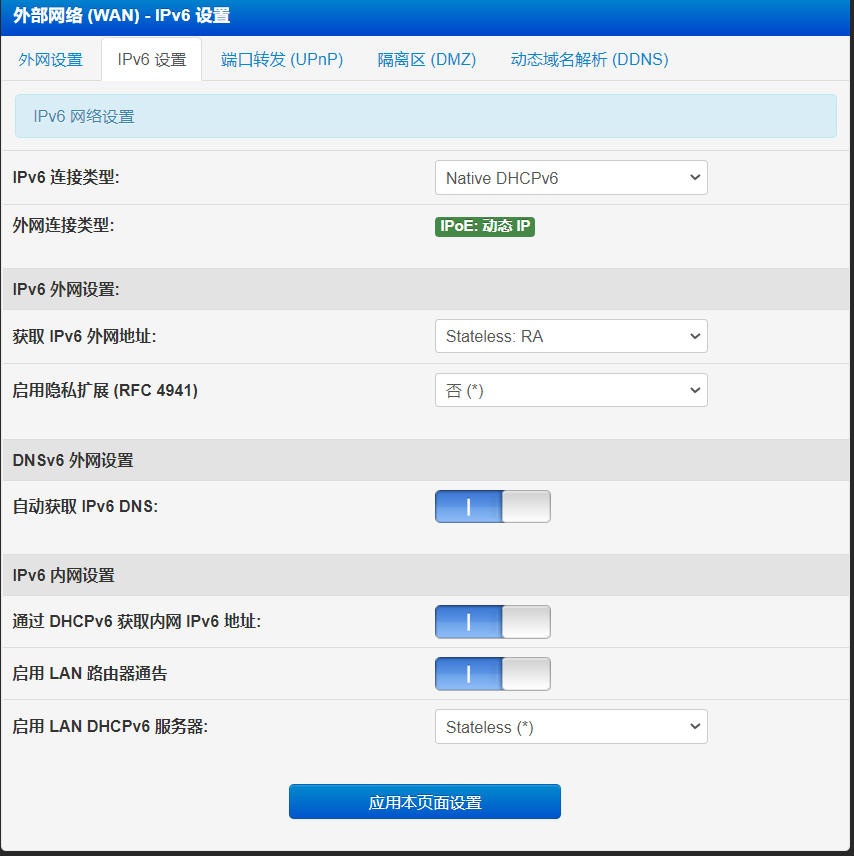 外部网络 (WAN) - IPv6 设置
外网设置 IPv6 设置 端口转发 (UPnP) 隔离区 (DMZ) 动态域名解析 (DDNS)
IPv6 网络设置
IPv6 连接类型: Native DHCPv6
外网连接类型: IPoE: 动态 IP
IPv6 外网设置:
获取 IPv6 外网地址: Stateless: RA
启用隐私扩展 (RFC 4941) 否 (*)
DNSv6 外网设置
自动获取 IPv6 DNS:
IPv6 内网设置
通过 DHCPv6 获取内网 IPv6 地址:
启用 LAN 路由器通告
启用 LAN DHCPv6 服务器: Stateless (*)
应用本页面设置